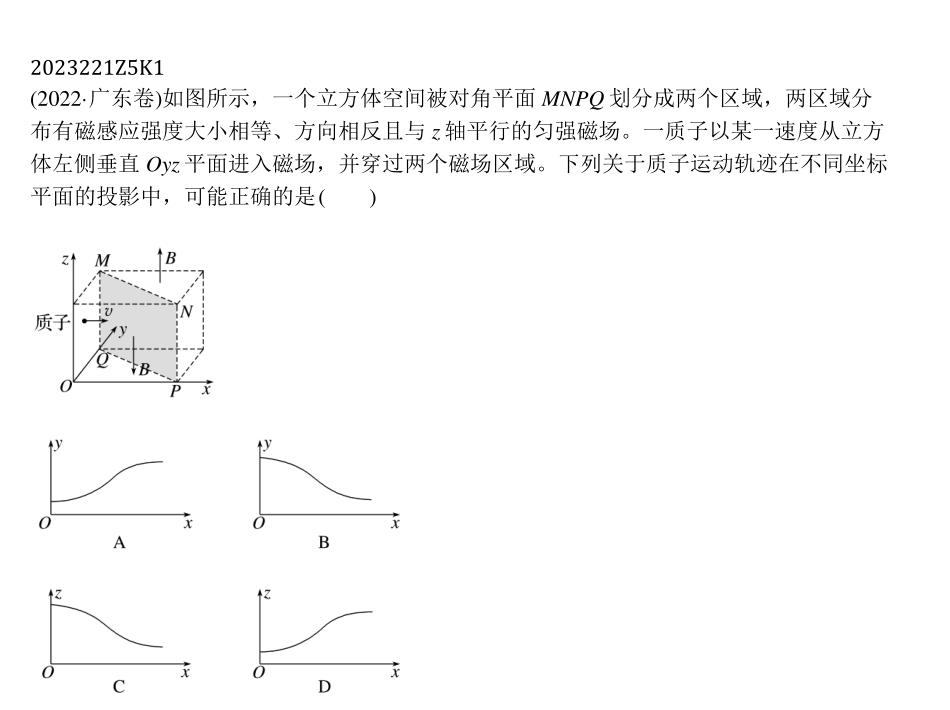 2023221Z5K1
(2022·广东卷)如图所示，一个立方体空间被对角平面 MNPQ 划分成两个区域，两区域分
布有磁感应强度大小相等、方向相反且与 z 轴平行的匀强磁场。一质子以某一速度从立方
体左侧垂直 Oyz 平面进入磁场，并穿过两个磁场区域。下列关于质子运动轨迹在不同坐标
平面的投影中，可能正确的是(　　)
z M B
N
质子 v
y
Q
B
O P x
y y
O x O x
A B
z z
O x O x
C D